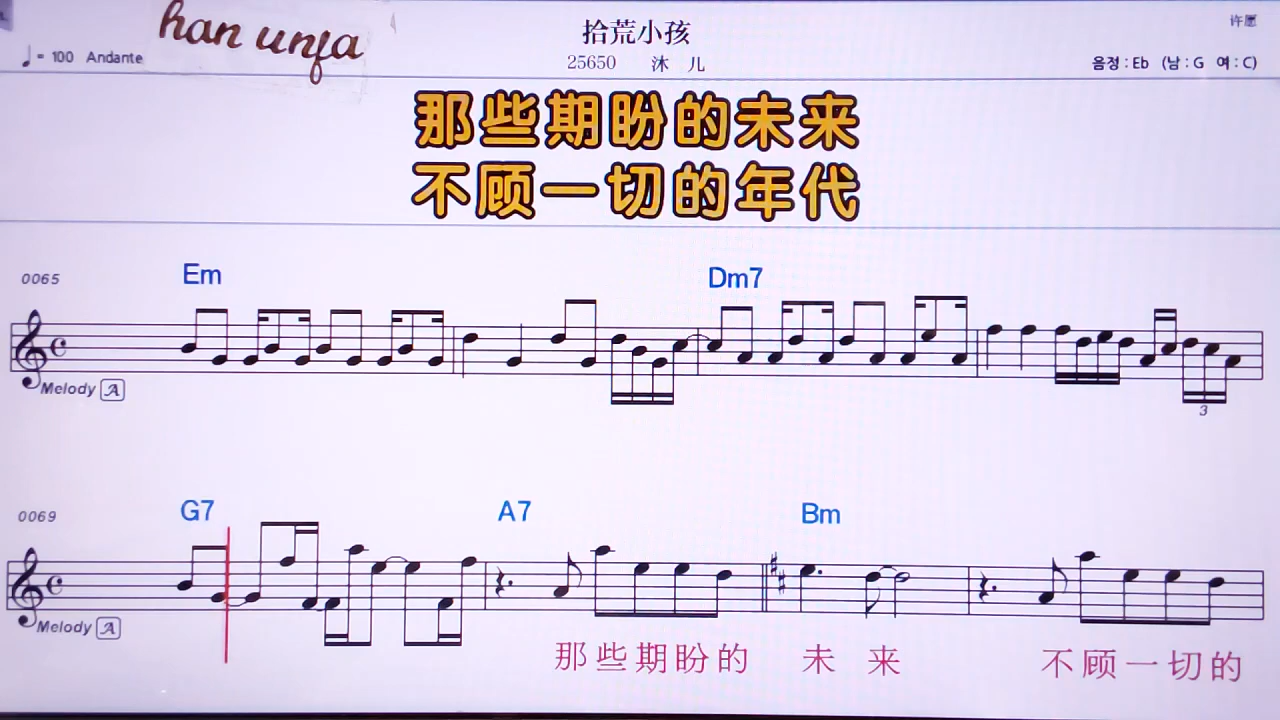 han unfa
拾荒小孩
许愿
♩= 100 Andante
25650 沐 儿
음정 : Eb (남 : G 여 : C)
那些期盼的未来
不顾一切的年代
0065 Em Dm7
Melody A
3
0069 G7 A7 Bm
Melody A
那些期盼的 未 来 不顾一切的